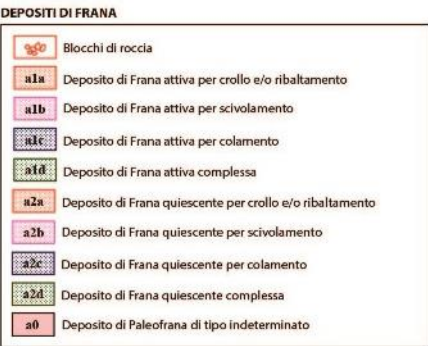 DEPOSITI DI FRANA
Blocchi di roccia
a1a Deposito di Frana attiva per crollo e/o ribaltamento
a1b Deposito di Frana attiva per scivolamento
a1c Deposito di Frana attiva per colamento
a1d Deposito di Frana attiva complessa
a2a Deposito di Frana quiescente per crollo e/o ribaltamento
a2b Deposito di Frana quiescente per scivolamento
a2c Deposito di Frana quiescente per colamento
a2d Deposito di Frana quiescente complessa
a0 Deposito di Paleofrana di tipo indeterminato